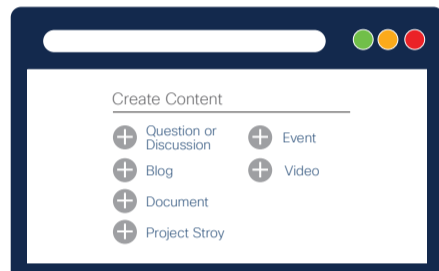 Create Content
Question or
Discussion
Event
Blog
Video
Document
Project Stroy